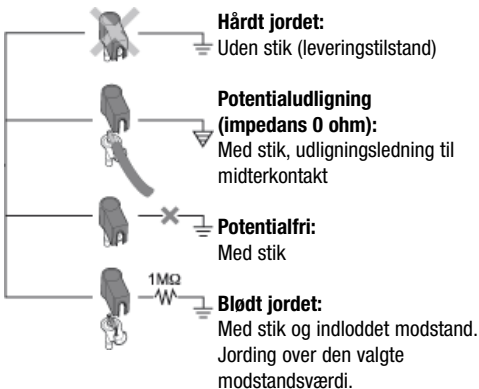 Hårdt jordet:
Uden stik (leveringstilstand)
Potentialudligning
(impedans 0 ohm):
Med stik, udligningsledning til
midterkontakt
Potentialfri:
Med stik
1MΩ
Blødt jordet:
Med stik og indloddet modstand.
Jording over den valgte
modstandsværdi.